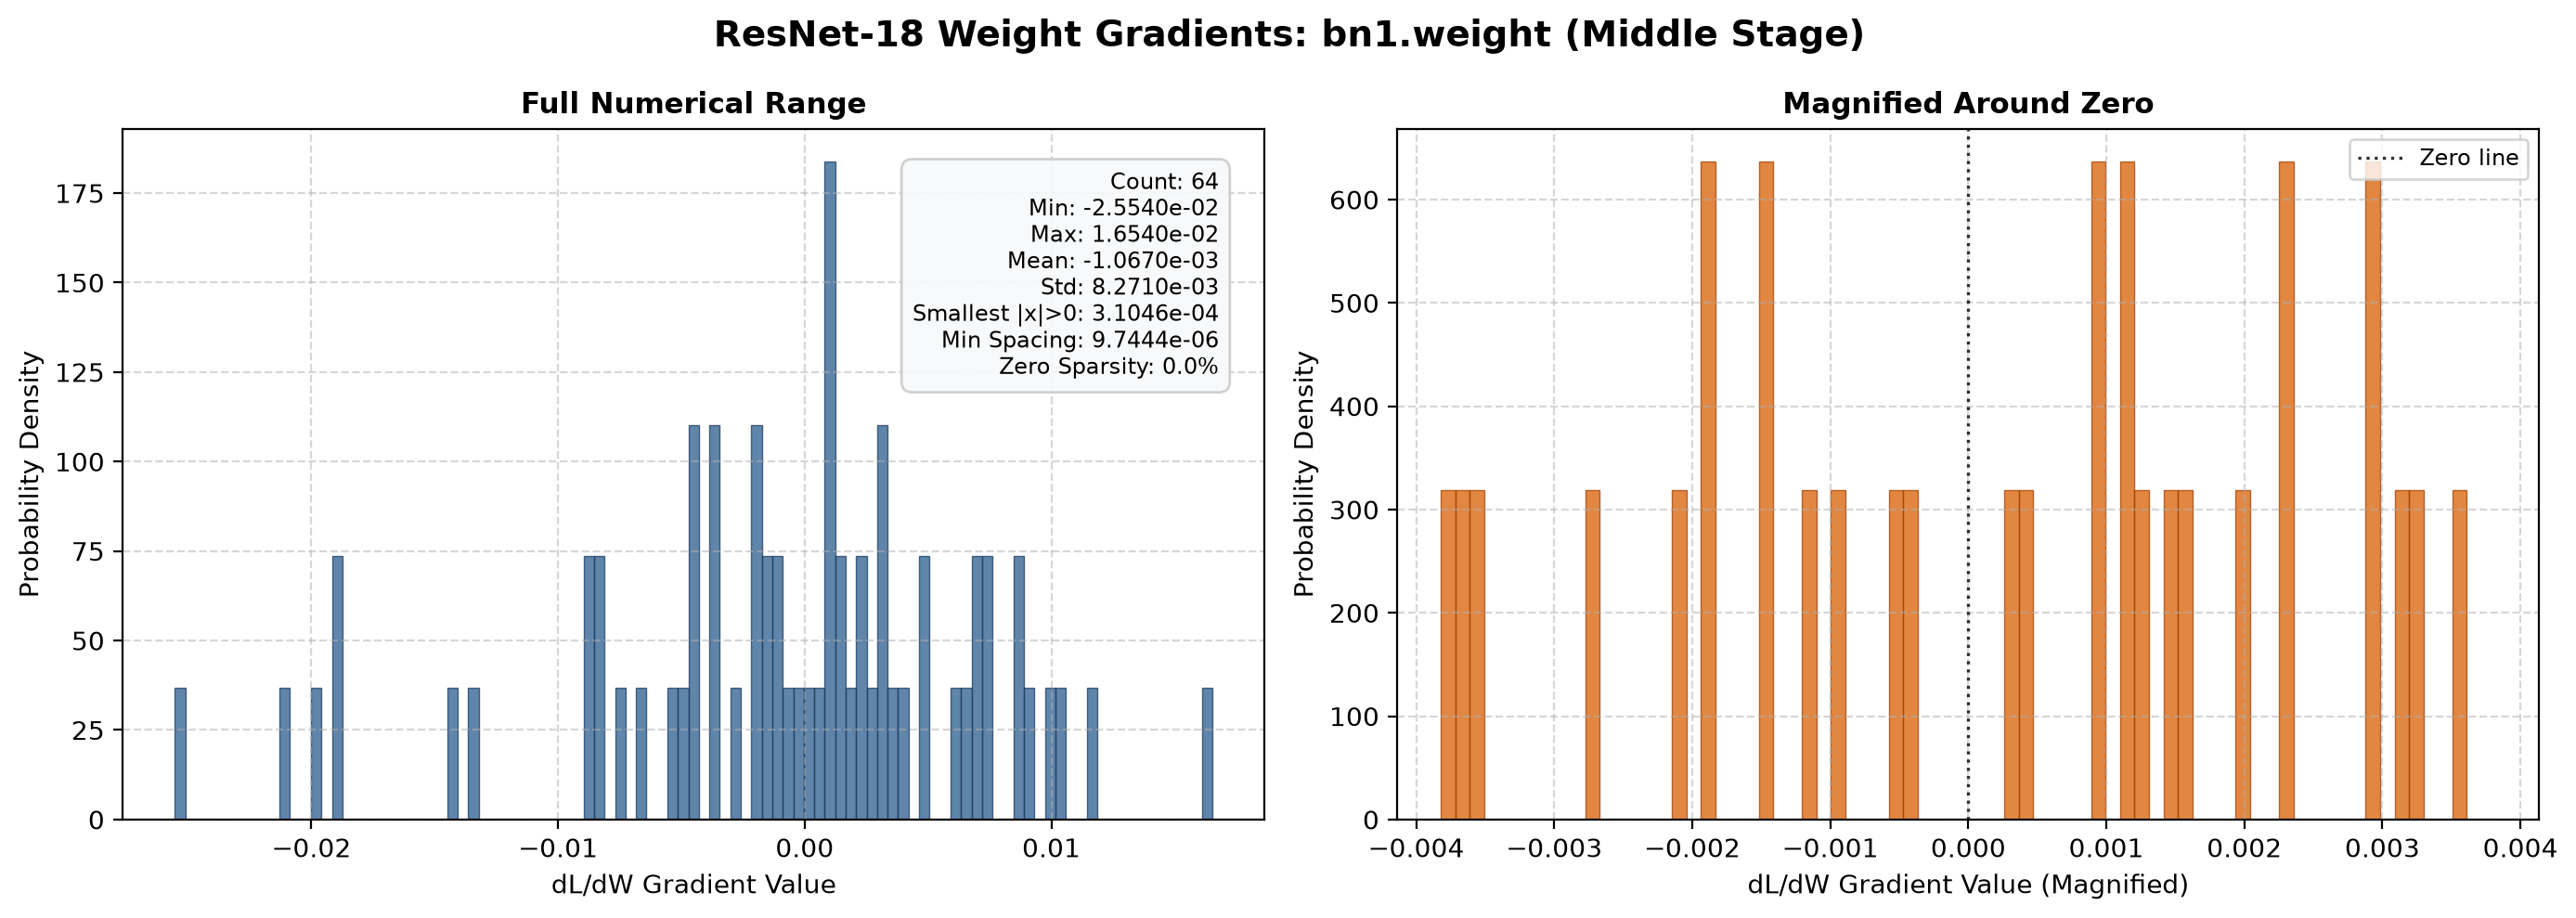 ResNet-18 Weight Gradients: bn1.weight (Middle Stage)
Full Numerical Range
Probability Density
175
150
125
100
75
50
25
0
−0.02
−0.01
0.00
0.01
dL/dW Gradient Value
Count: 64
Min: -2.5540e-02
Max: 1.6540e-02
Mean: -1.0670e-03
Std: 8.2710e-03
Smallest |x|>0: 3.1046e-04
Min Spacing: 9.7444e-06
Zero Sparsity: 0.0%
Magnified Around Zero
Probability Density
600
500
400
300
200
100
0
−0.004
−0.003
−0.002
−0.001
0.000
0.001
0.002
0.003
0.004
dL/dW Gradient Value (Magnified)
Zero line